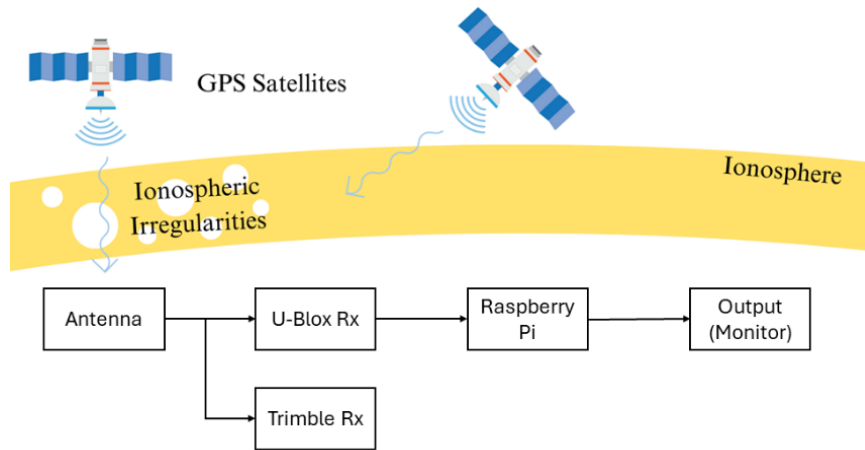 GPS Satellites
Ionosphere
Ionospheric
Irregularities
Antenna
U-Blox Rx
Raspberry
Pi
Output
(Monitor)
Trimble Rx